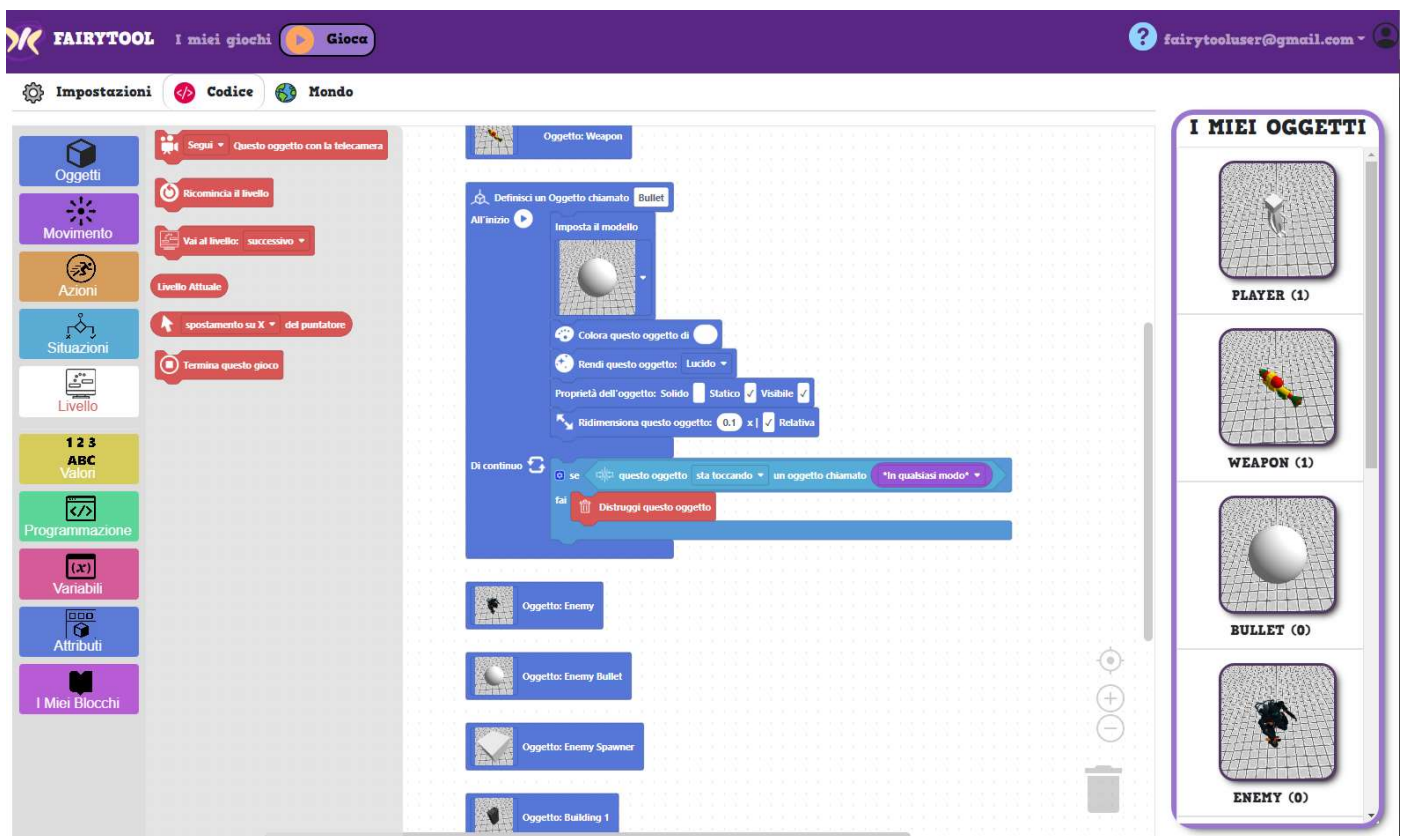 FAIRYTOOL I miei giochi Gioca
? fairytooluser@gmail.com
Impostazioni Codice Mondo
Oggetti
Movimento
Azioni
Situazioni
Livello
1 2 3
ABC
Valori
Programmazione
(x)
Variabili
Attributi
I Miei Blocchi
Segui Questo oggetto con la telecamera
Ricomincia il livello
Vai al livello: successivo
Livello Attuale
spostamento su X del puntatore
Termina questo gioco
Oggetto: Weapon
Definisci un Oggetto chiamato Bullet
All'inizio
Imposta il modello
Colora questo oggetto di
Rendi questo oggetto: Lucido
Proprietà dell'oggetto: Solido Statico ✓ Visibile ✓
Ridimensiona questo oggetto: 0.1 x | ✓ Relativa
Di continuo
se questo oggetto sta toccando un oggetto chiamato *In qualsiasi modo*
fai Distruggi questo oggetto
Oggetto: Enemy
Oggetto: Enemy Bullet
Oggetto: Enemy Spawner
Oggetto: Building 1
I MIEI OGGETTI
PLAYER (1)
WEAPON (1)
BULLET (0)
ENEMY (0)